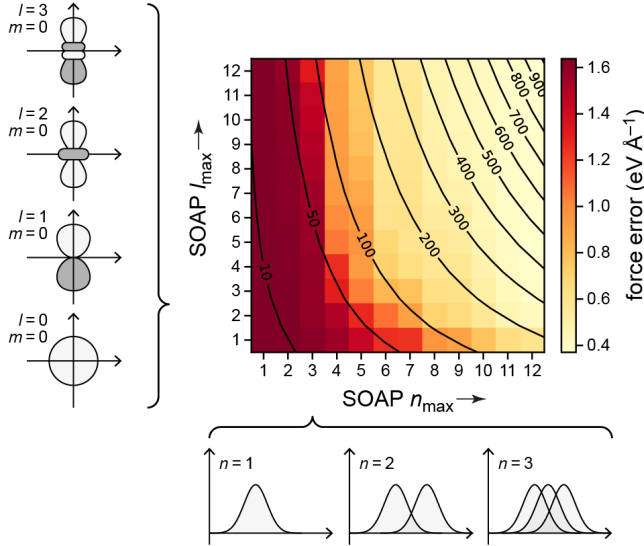 l = 3
m = 0
l = 2
m = 0
l = 1
m = 0
l = 0
m = 0
SOAP lmax →
12
11
10
9
8
7
6
5
4
3
2
1
10
50
100
200
300
400
500
600
700
800
900
1 2 3 4 5 6 7 8 9 10 11 12
SOAP nmax →
1.6
1.4
1.2
1.0
0.8
0.6
0.4
force error (eV Å⁻¹)
n = 1
n = 2
n = 3